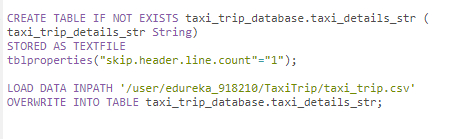 CREATE TABLE IF NOT EXISTS taxi_trip_database.taxi_details_str (
taxi_trip_details_str String)
STORED AS TEXTFILE
tblproperties("skip.header.line.count"="1");
LOAD DATA INPATH '/user/edureka_918210/TaxiTrip/taxi_trip.csv'
OVERWRITE INTO TABLE taxi_trip_database.taxi_details_str;